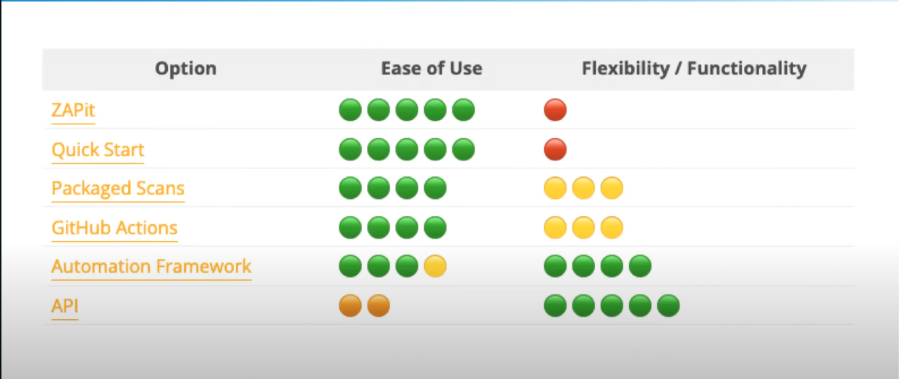 Option Ease of Use Flexibility / Functionality
ZAPit
Quick Start
Packaged Scans
GitHub Actions
Automation Framework
API